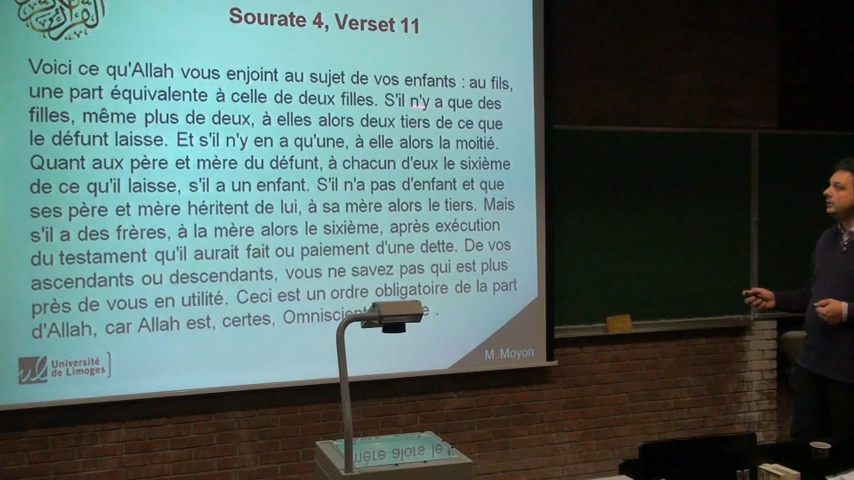 Sourate 4, Verset 11
Voici ce qu'Allah vous enjoint au sujet de vos enfants : au fils,
une part équivalente à celle de deux filles. S'il n'y a que des
filles, même plus de deux, à elles alors deux tiers de ce que
le défunt laisse. Et s'il n'y en a qu'une, à elle alors la moitié.
Quant aux père et mère du défunt, à chacun d'eux le sixième
de ce qu'il laisse, s'il a un enfant. S'il n'a pas d'enfant et que
ses père et mère héritent de lui, à sa mère alors le tiers. Mais
s'il a des frères, à la mère alors le sixième, après exécution
du testament qu'il aurait fait ou paiement d'une dette. De vos
ascendants ou descendants, vous ne savez pas qui est plus
près de vous en utilité. Ceci est un ordre obligatoire de la part
d'Allah, car Allah est, certes, Omniscient .
Université
de Limoges
M. Moyon
mère alors le